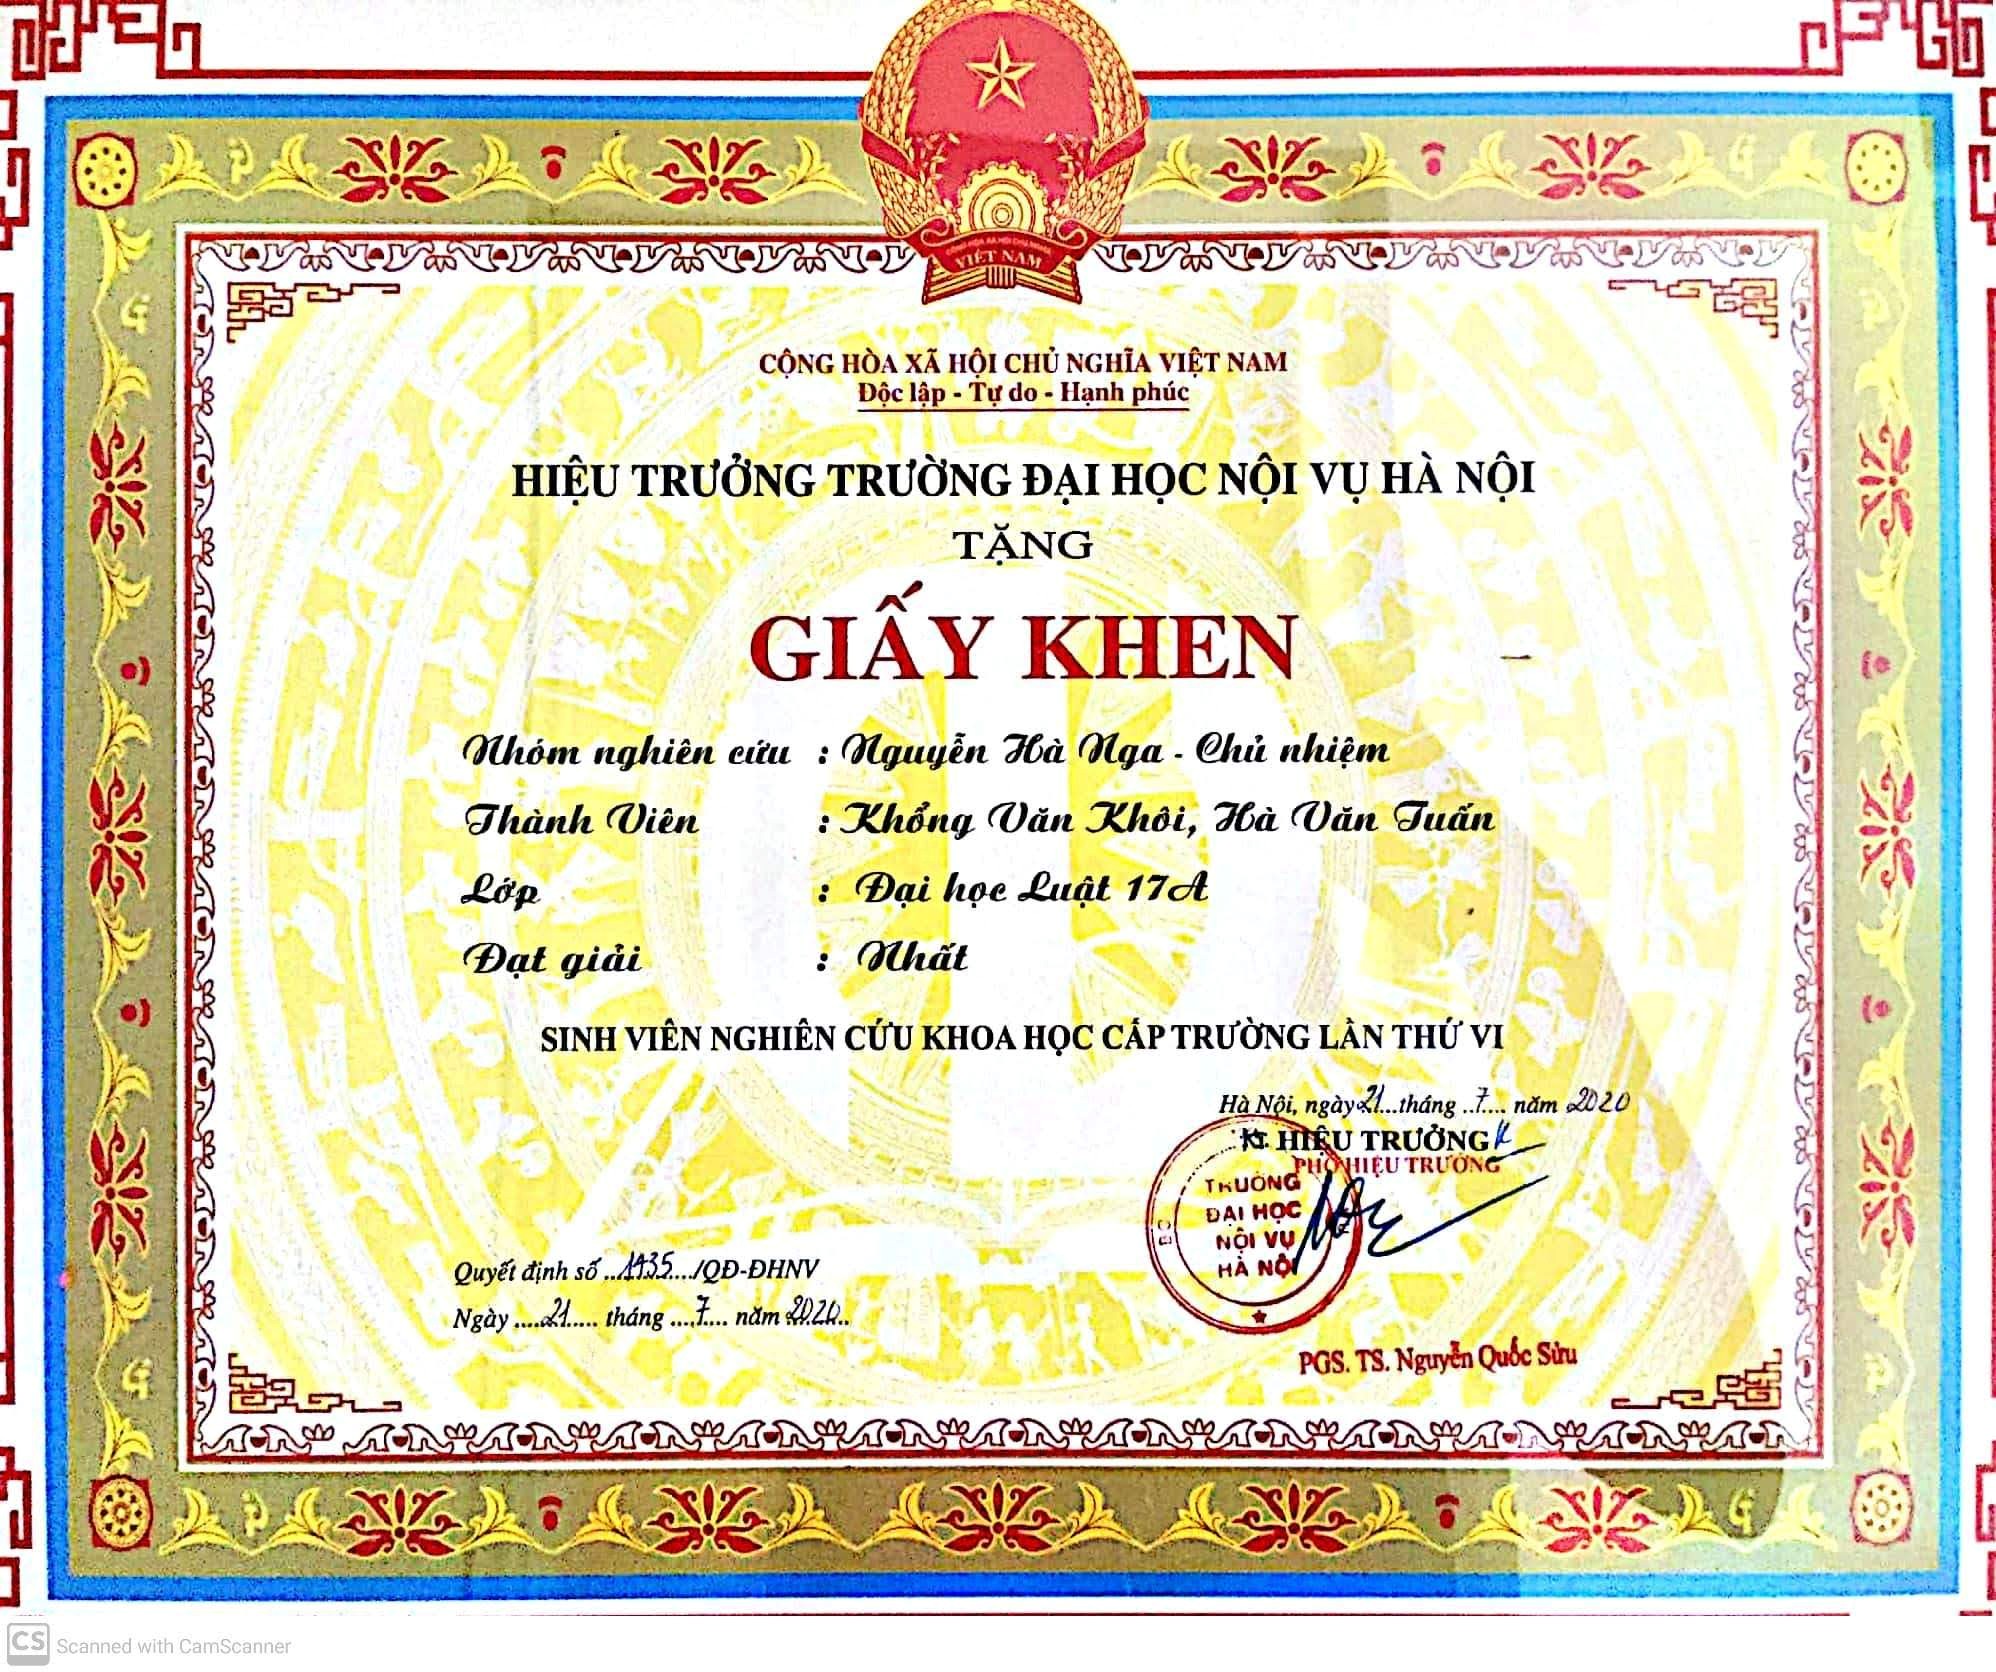 VIỆT NAM
CỘNG HÒA XÃ HỘI CHỦ NGHĨA VIỆT NAM
Độc lập - Tự do - Hạnh phúc
HIỆU TRƯỞNG TRƯỜNG ĐẠI HỌC NỘI VỤ HÀ NỘI
TẶNG
GIẤY KHEN
Nhóm nghiên cứu : Nguyễn Hà Nga - Chủ nhiệm
Thành Viên : Khổng Văn Khôi, Hà Văn Tuấn
Lớp : Đại học Luật 17A
Đạt giải : Nhất
SINH VIÊN NGHIÊN CỨU KHOA HỌC CẤP TRƯỜNG LẦN THỨ VI
Hà Nội, ngày 21...tháng ..7.... năm 2020
KT. HIỆU TRƯỞNG
PHÓ HIỆU TRƯỞNG
TRƯỜNG
ĐẠI HỌC
NỘI VỤ
HÀ NỘI
Quyết định số ..1435..../QĐ-ĐHNV
Ngày ....21..... tháng ....7.... năm 2020..
PGS. TS. Nguyễn Quốc Sửu
CS Scanned with CamScanner